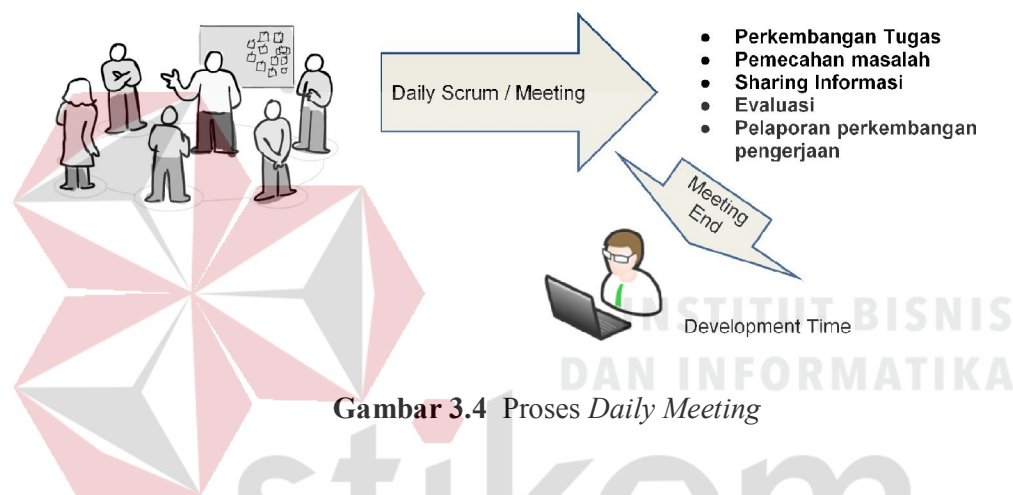 Daily Scrum / Meeting
● Perkembangan Tugas
● Pemecahan masalah
● Sharing Informasi
● Evaluasi
● Pelaporan perkembangan
pengerjaan
Meeting
End
Development Time
INSTITUT BISNIS
DAN INFORMATIKA
Gambar 3.4 Proses Daily Meeting
stikom